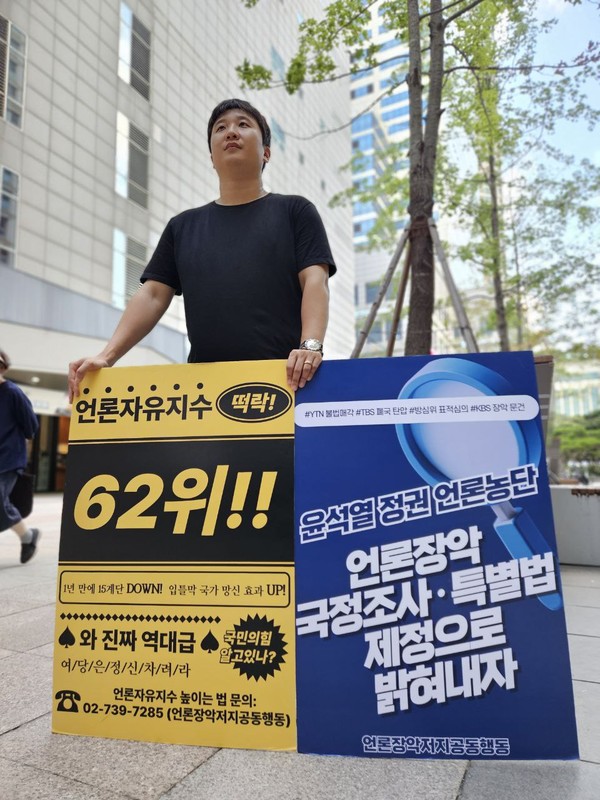 언론자유지수 떡락!
62위!!
1년 만에 15계단 DOWN! 입틀막 국가 망신 효과 UP!
♠와 진짜 역대급♠
여/당/은/정/신/차/려/라
국민의힘
알고있나?
☎ 언론자유지수 높이는 법 문의:
02-739-7285 (언론장악저지공동행동)
#YTN 불법매각 #TBS 폐국 탄압 #방심위 표적심의 #KBS 장악 문건
윤석열 정권 언론농단
언론장악
국정조사·특별법
제정으로
밝혀내자
언론장악저지공동행동